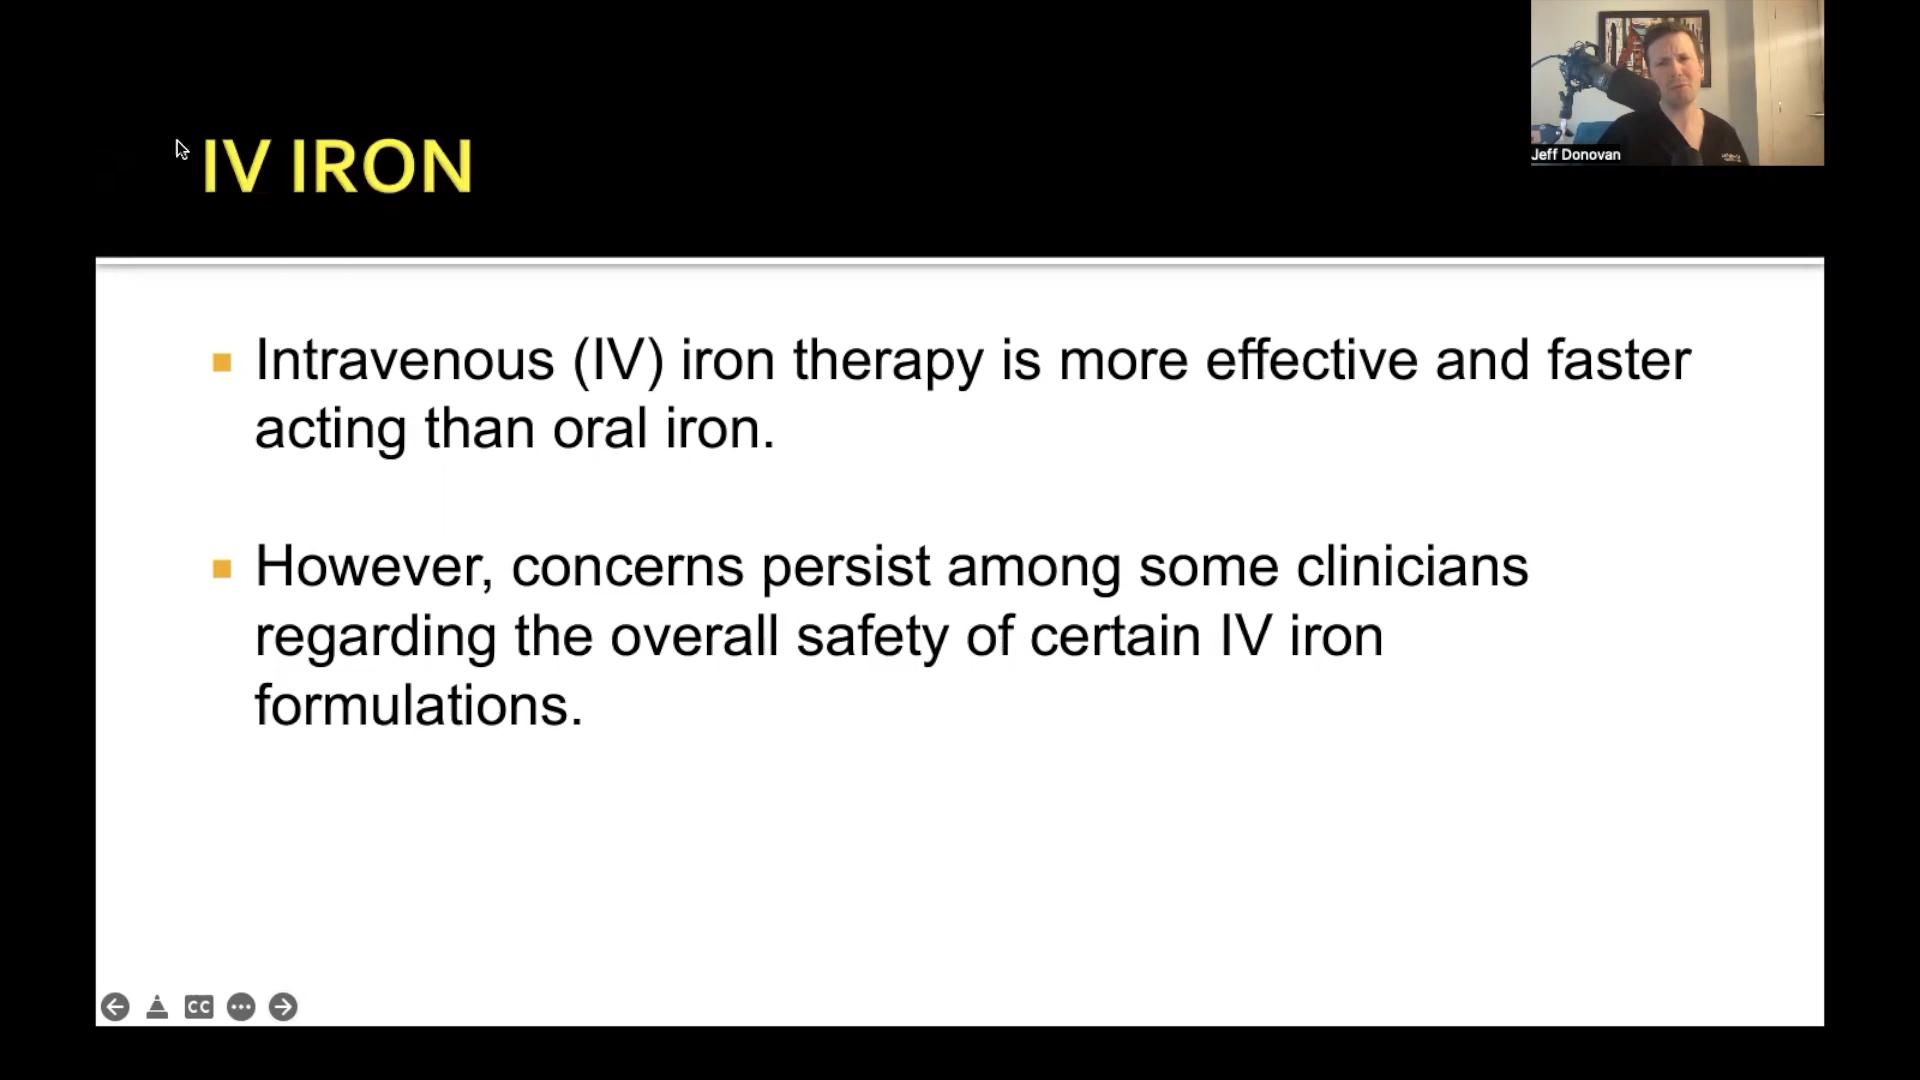 IV IRON
Jeff Donovan
Intravenous (IV) iron therapy is more effective and faster
acting than oral iron.
However, concerns persist among some clinicians
regarding the overall safety of certain IV iron
formulations.
CC